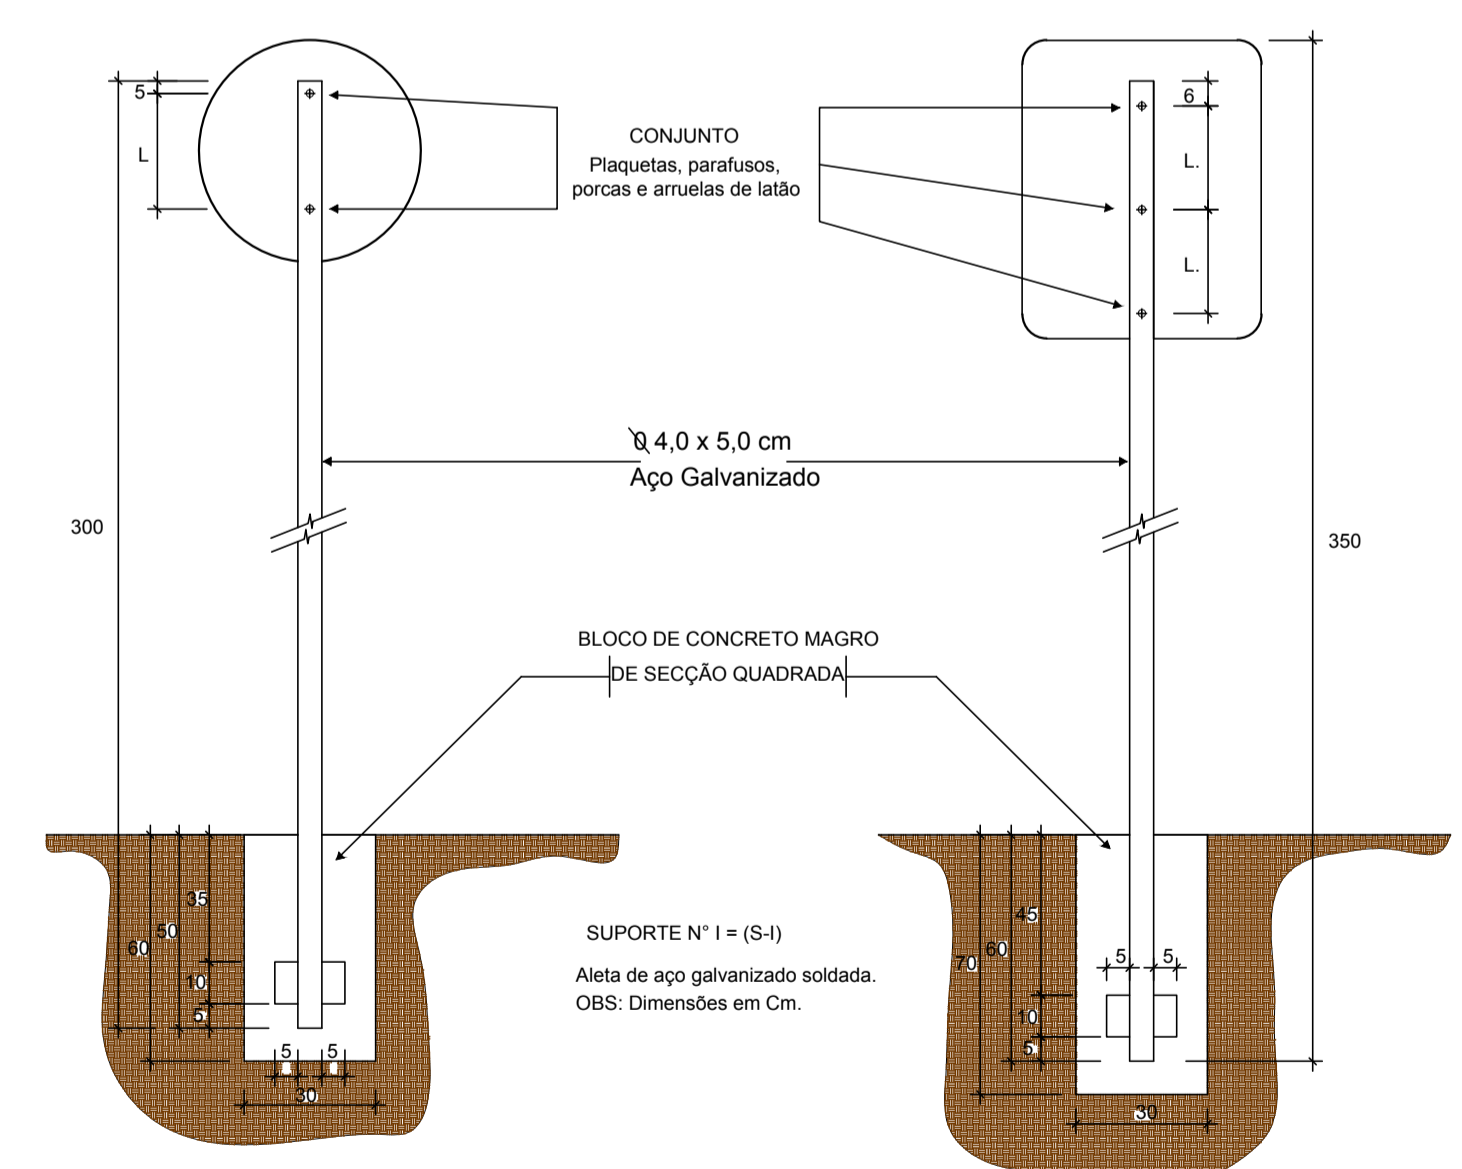 5
L
CONJUNTO
Plaquetas, parafusos,
porcas e arruelas de latão
6
L.
L.
0 4,0 x 5,0 cm
Aço Galvanizado
300
350
BLOCO DE CONCRETO MAGRO
DE SECÇÃO QUADRADA
35
50
60
10
5
5
5
30
SUPORTE N° I = (S-I)
Aleta de aço galvanizado soldada.
OBS: Dimensões em Cm.
45
60
70
5
5
10
5
30